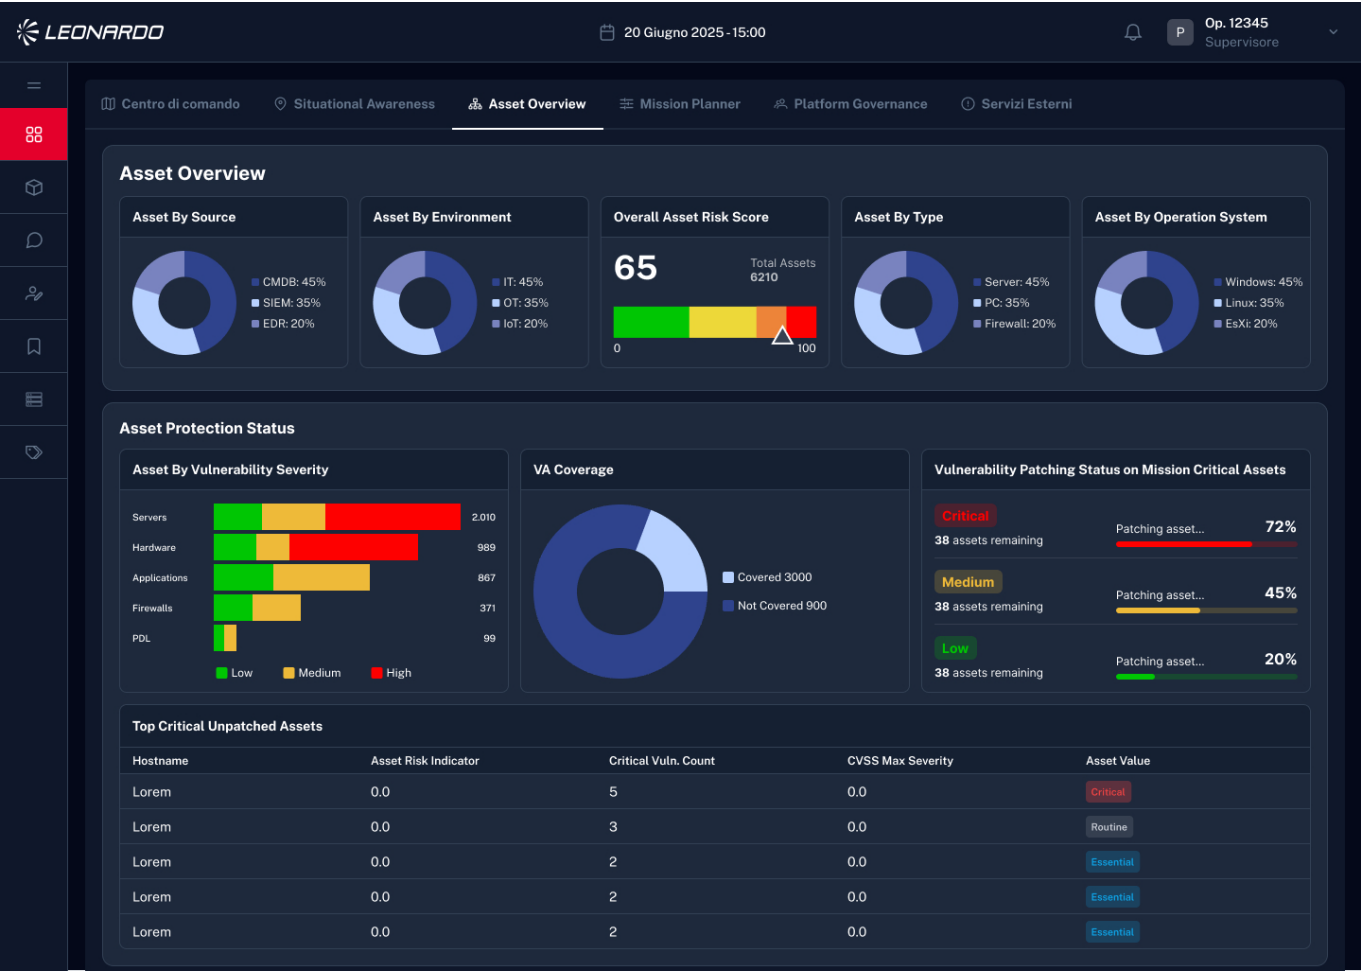 LEONARDO
20 Giugno 2025 - 15:00
P
Op. 12345
Supervisore
Centro di comando
Situational Awareness
Asset Overview
Mission Planner
Platform Governance
Servizi Esterni
Asset Overview
Asset By Source
CMDB: 45%
SIEM: 35%
EDR: 20%
Asset By Environment
IT: 45%
OT: 35%
IoT: 20%
Overall Asset Risk Score
65
Total Assets
6210
0
100
Asset By Type
Server: 45%
PC: 35%
Firewall: 20%
Asset By Operation System
Windows: 45%
Linux: 35%
EsXi: 20%
Asset Protection Status
Asset By Vulnerability Severity
Servers 2.010
Hardware 989
Applications 867
Firewalls 371
PDL 99
Low Medium High
VA Coverage
Covered 3000
Not Covered 900
Vulnerability Patching Status on Mission Critical Assets
Critical
38 assets remaining
Patching asset... 72%
Medium
38 assets remaining
Patching asset... 45%
Low
38 assets remaining
Patching asset... 20%
Top Critical Unpatched Assets
Hostname Asset Risk Indicator Critical Vuln. Count CVSS Max Severity Asset Value
Lorem 0.0 5 0.0 Critical
Lorem 0.0 3 0.0 Routine
Lorem 0.0 2 0.0 Essential
Lorem 0.0 2 0.0 Essential
Lorem 0.0 2 0.0 Essential